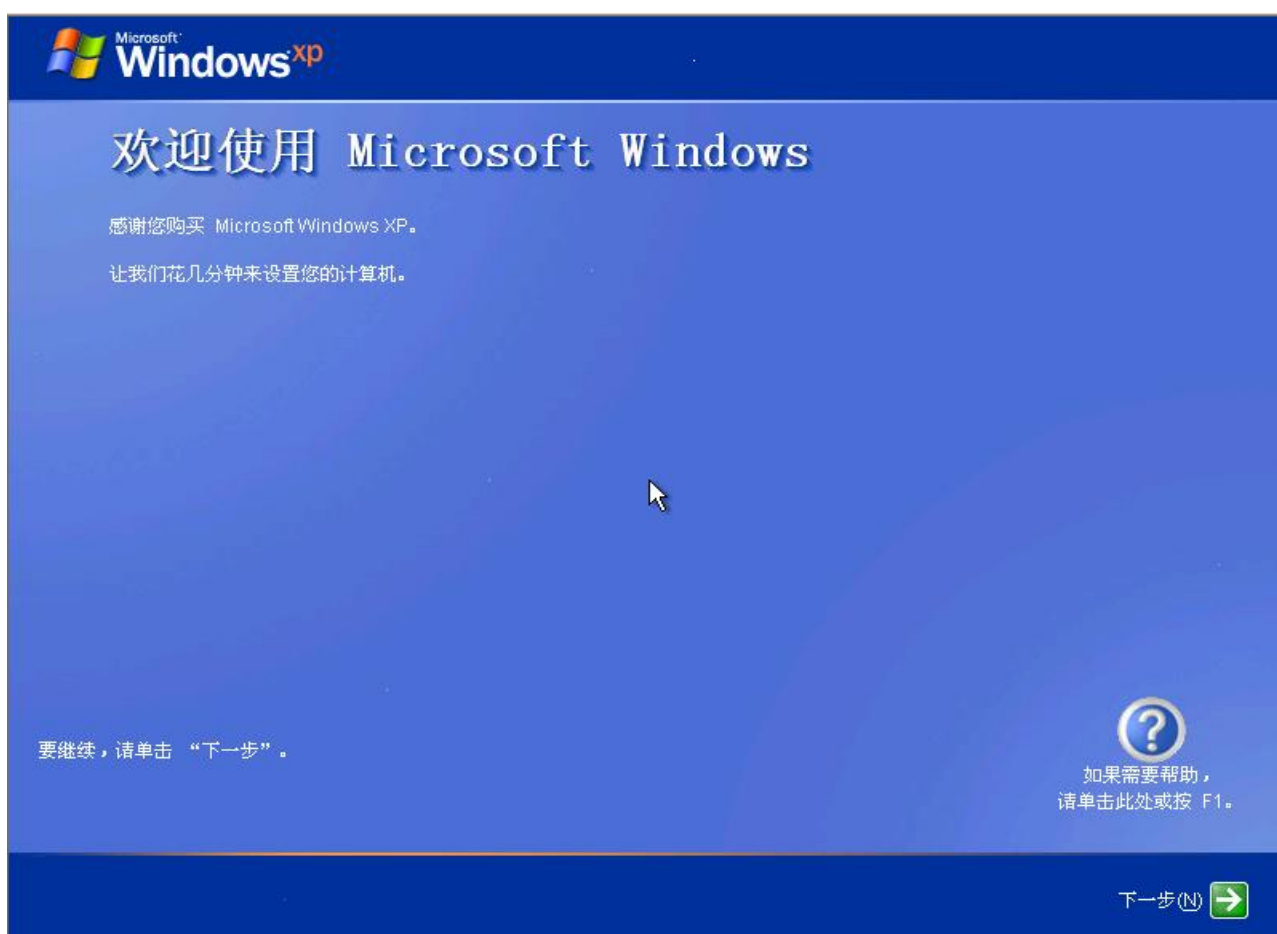 Microsoft
Windows xp
欢迎使用 Microsoft Windows
感谢您购买 Microsoft Windows XP。
让我们花几分钟来设置您的计算机。
要继续，请单击 “下一步”。
如果需要帮助，
请单击此处或按 F1。
下一步(N)